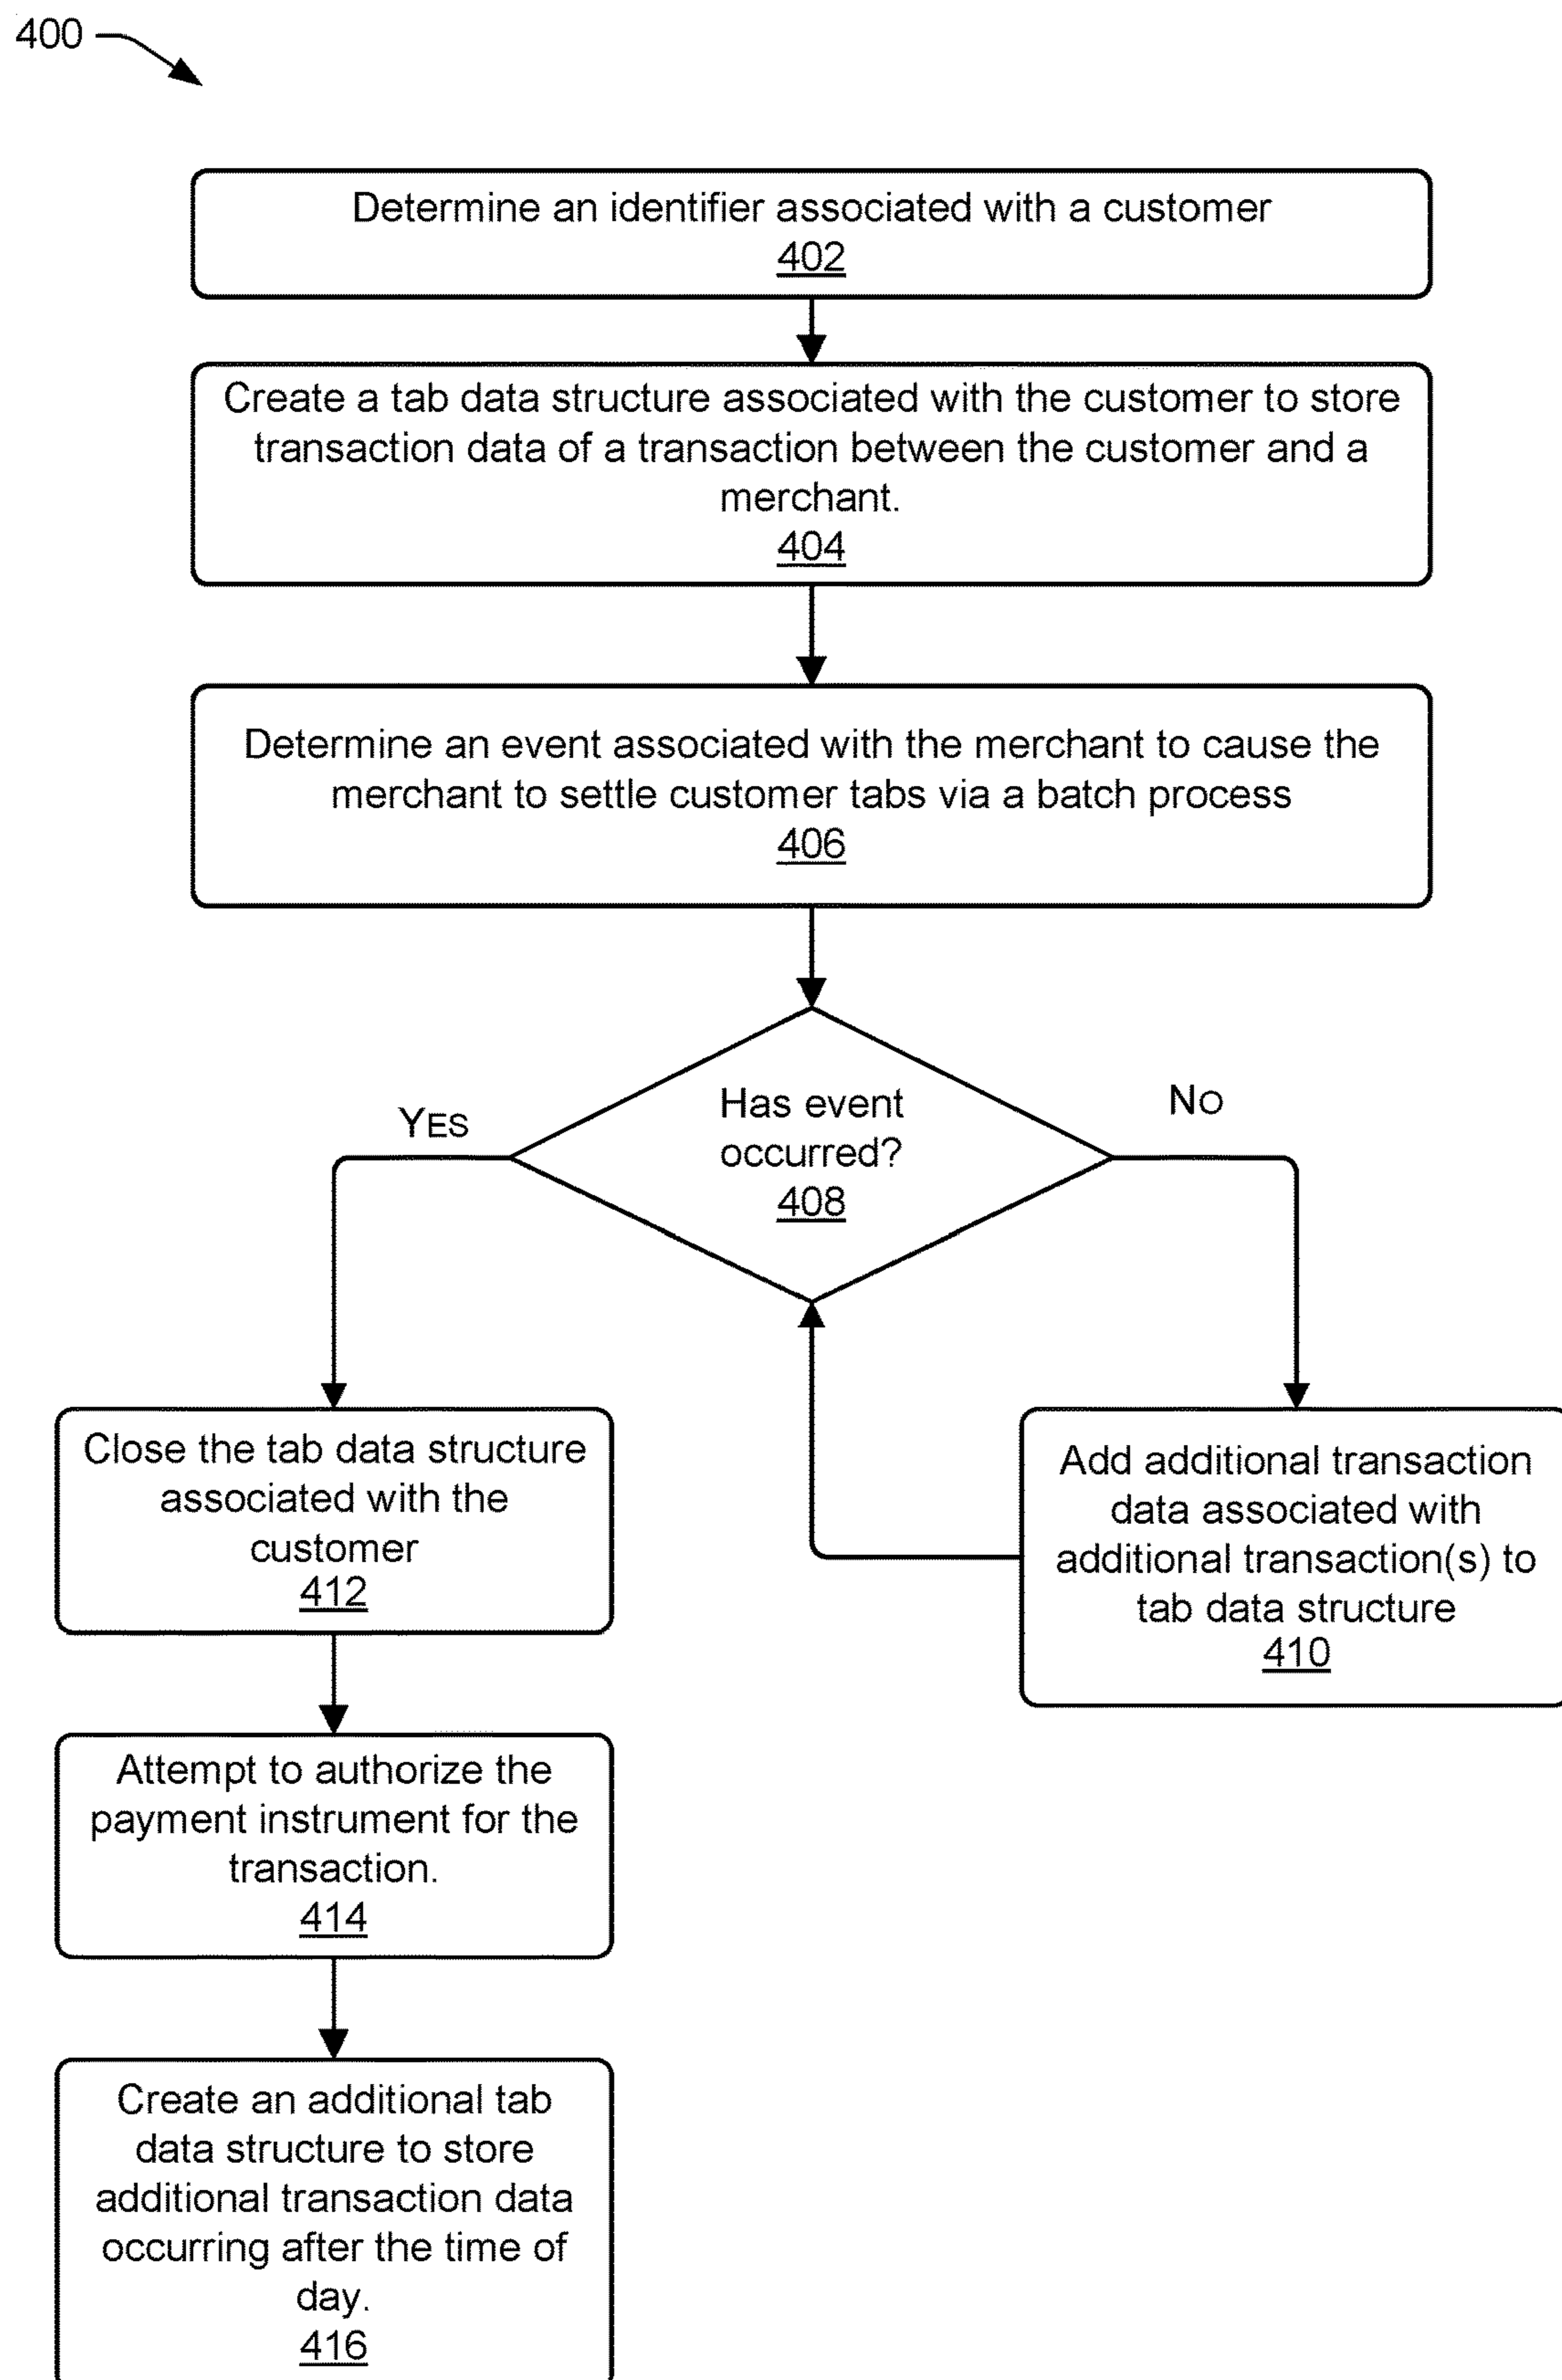 400
Determine an identifier associated with a customer
402
Create a tab data structure associated with the customer to store
transaction data of a transaction between the customer and a
merchant.
404
Determine an event associated with the merchant to cause the
merchant to settle customer tabs via a batch process
406
Has event
occurred?
408
YES
NO
Close the tab data structure
associated with the
customer
412
Add additional transaction
data associated with
additional transaction(s) to
tab data structure
410
Attempt to authorize the
payment instrument for the
transaction.
414
Create an additional tab
data structure to store
additional transaction data
occurring after the time of
day.
416